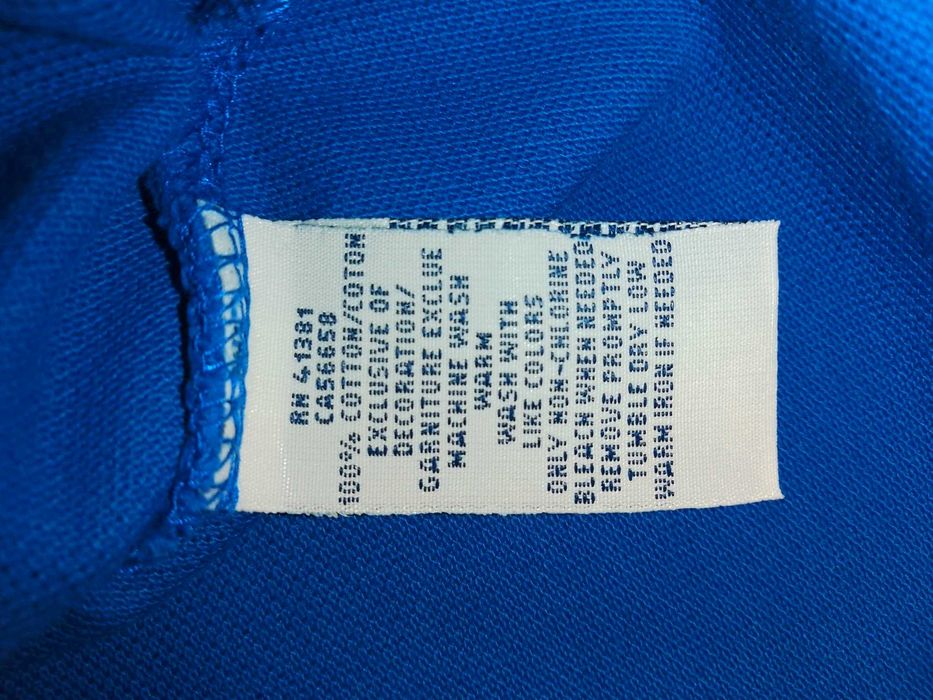 RN 41381
CA56658
100% COTTON/COTON
EXCLUSIVE OF
DECORATION/
GARNITURE EXCLUE
MACHINE WASH
WARM
WASH WITH
LIKE COLORS
ONLY NON-CHLORINE
BLEACH WHEN NEEDED
REMOVE PROMPTLY
TUMBLE DRY LOW
WARM IRON IF NEEDED